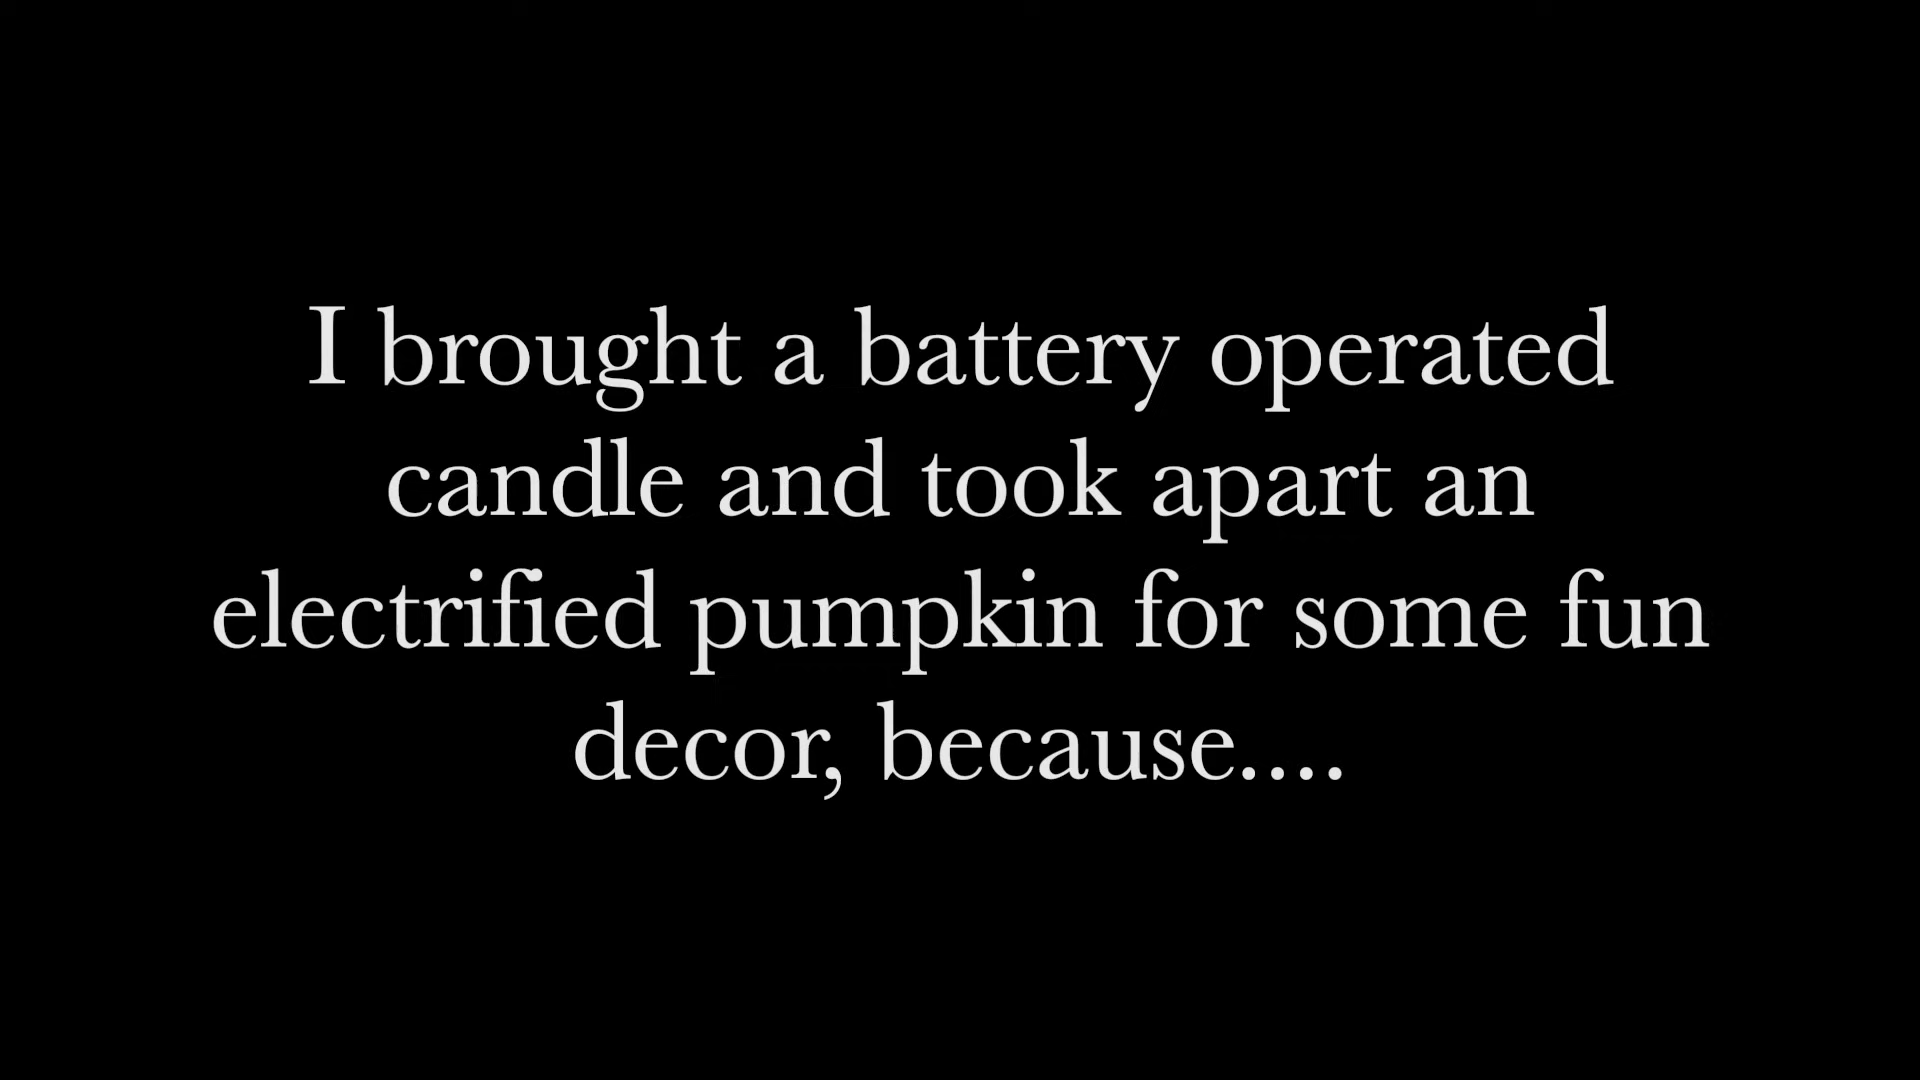 I brought a battery operated
candle and took apart an
electrified pumpkin for some fun
decor, because....